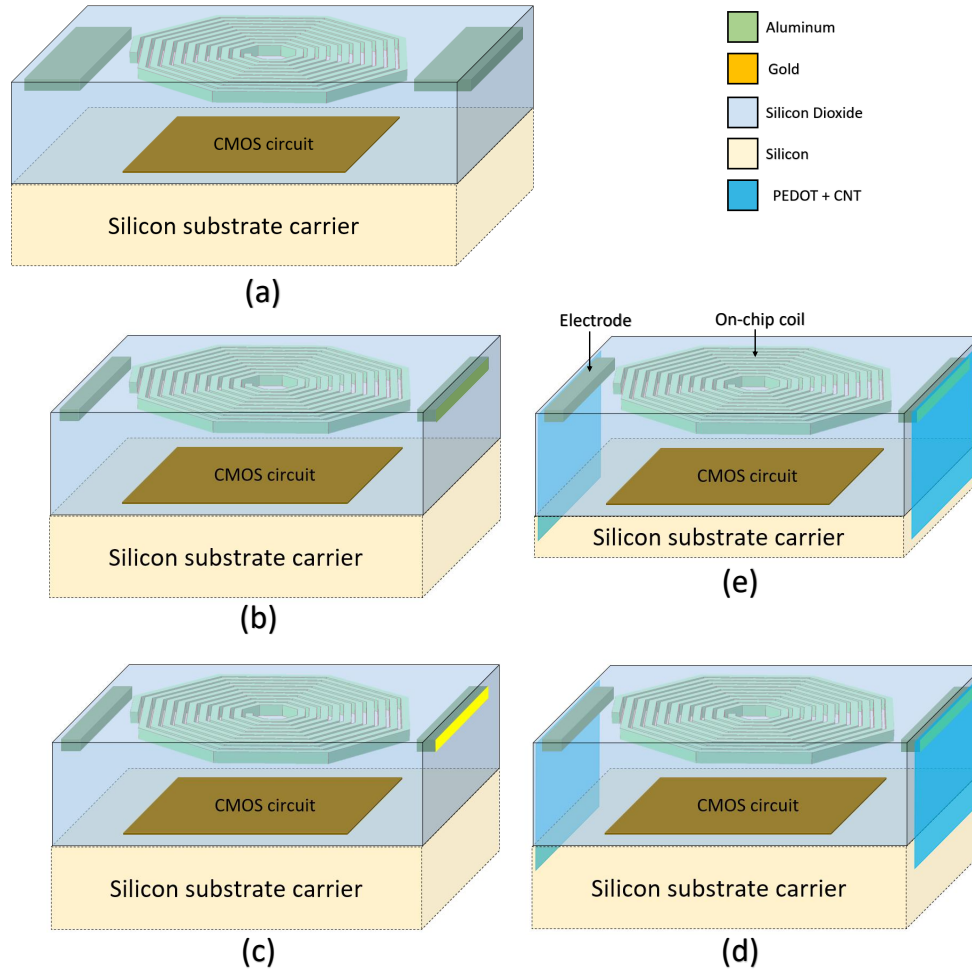 Aluminum
Gold
Silicon Dioxide
Silicon
PEDOT + CNT
CMOS circuit
Silicon substrate carrier
(a)
CMOS circuit
Silicon substrate carrier
(b)
Electrode
On-chip coil
CMOS circuit
Silicon substrate carrier
(e)
CMOS circuit
Silicon substrate carrier
(c)
CMOS circuit
Silicon substrate carrier
(d)